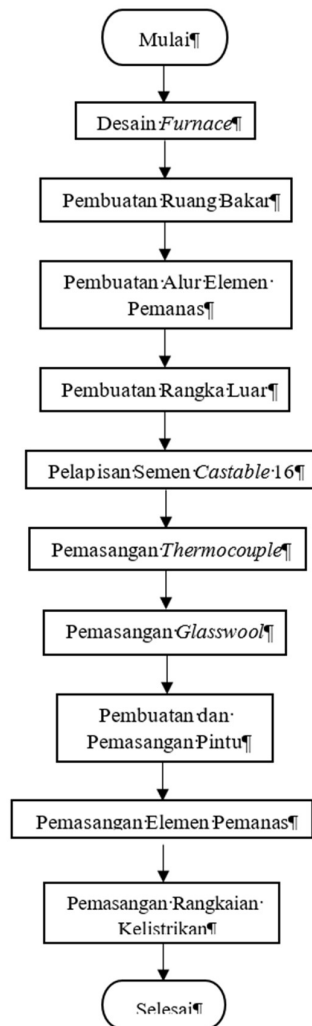 Mulai¶
Desain·Furnace¶
Pembuatan·Ruang·Bakar¶
Pembuatan·Alur·Elemen·
Pemanas¶
Pembuatan·Rangka·Luar¶
Pelapisan·Semen·Castable·16¶
Pemasangan·Thermocouple¶
Pemasangan·Glasswool¶
Pembuatan·dan·
Pemasangan·Pintu¶
Pemasangan·Elemen·Pemanas¶
Pemasangan·Rangkaian·
Kelistrikan¶
Selesai¶